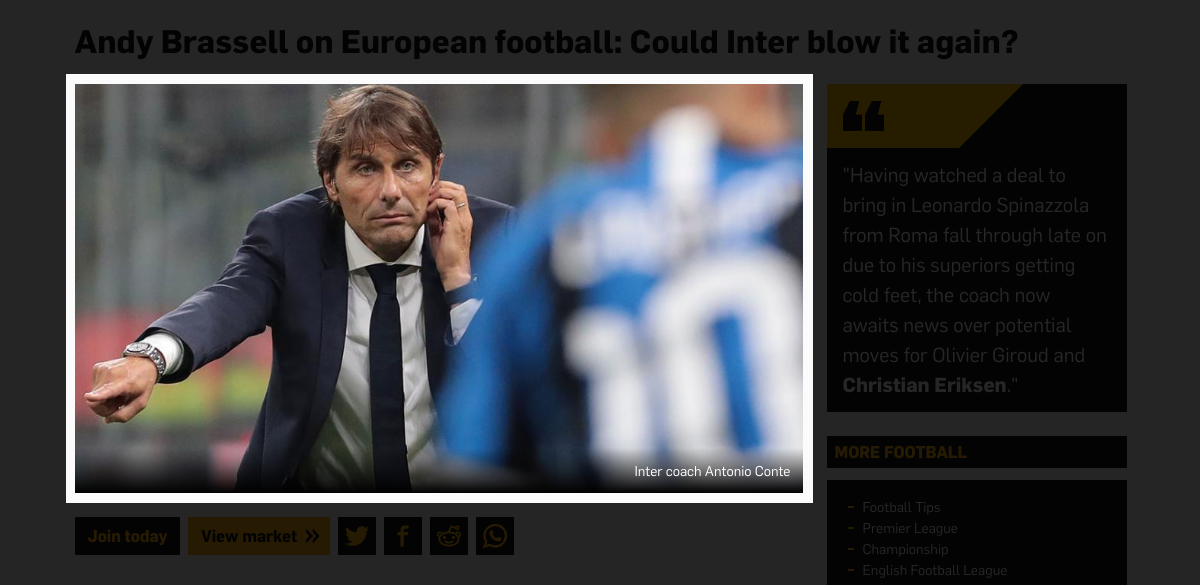 Andy Brassell on European football: Could Inter blow it again?
Inter coach Antonio Conte
Join today
View market
"Having watched a deal to
bring in Leonardo Spinazzola
from Roma fall through late on
due to his superiors getting
cold feet, the coach now
awaits news over potential
moves for Olivier Giroud and
Christian Eriksen."
MORE FOOTBALL
Football Tips
Premier League
Championship
English Football League